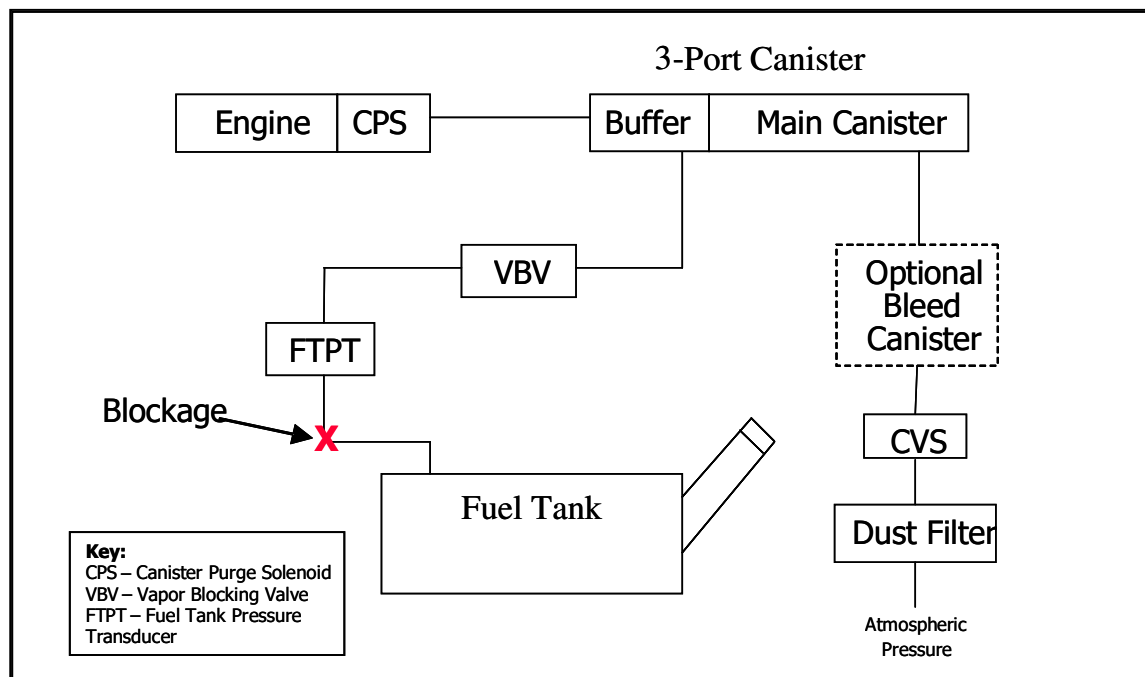 3-Port Canister
Engine
CPS
Buffer
Main Canister
VBV
Optional
Bleed
Canister
FTPT
Blockage
X
CVS
Fuel Tank
Dust Filter
Key:
CPS – Canister Purge Solenoid
VBV – Vapor Blocking Valve
FTPT – Fuel Tank Pressure
Transducer
Atmospheric
Pressure